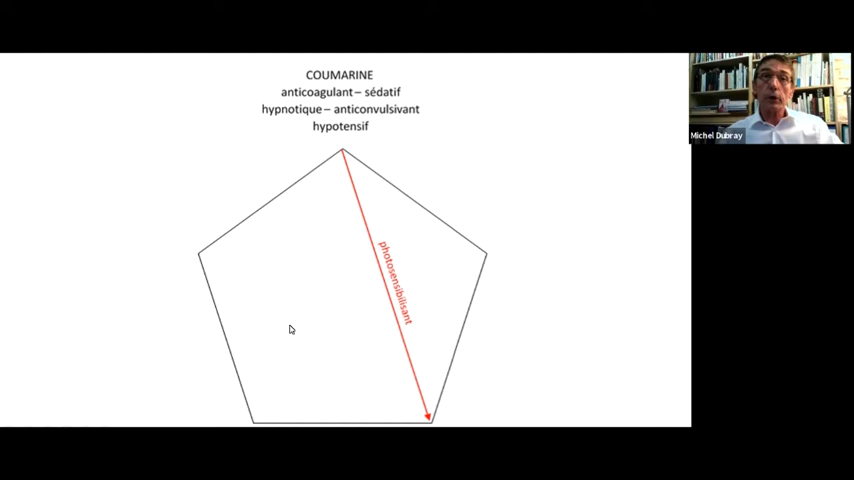 COUMARINE
anticoagulant – sédatif
hypnotique – anticonvulsivant
hypotensif
photosensibilisant
Michel Dubray